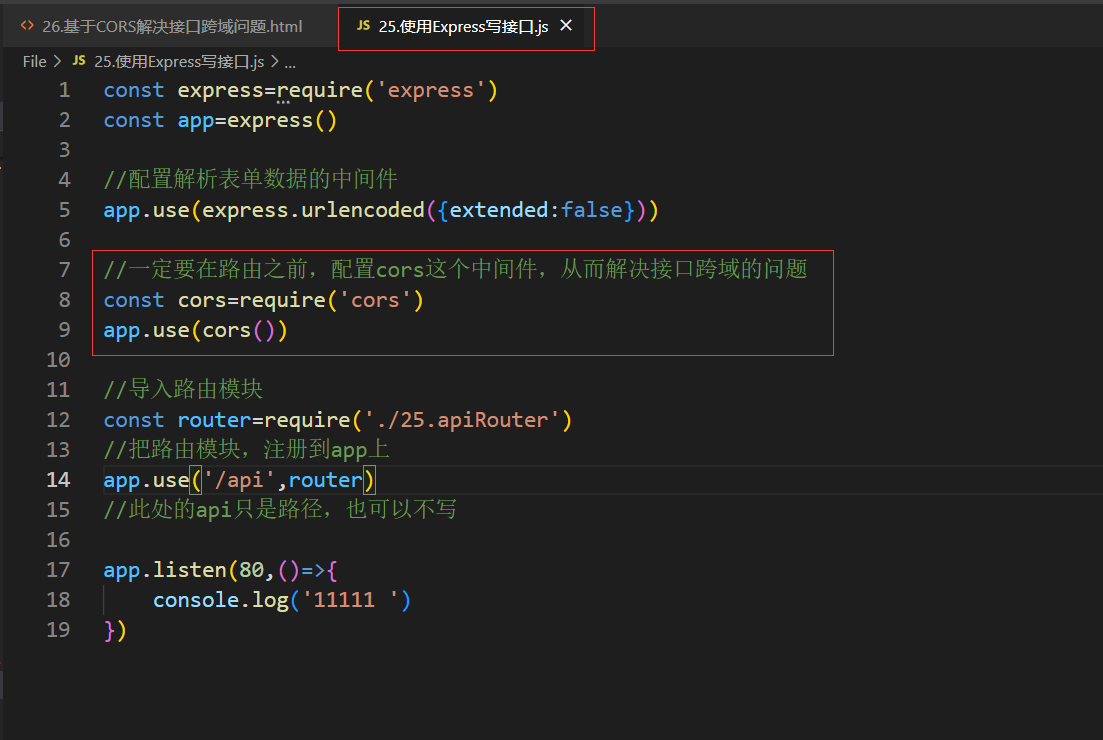 26.基于CORS解决接口跨域问题.html
JS 25.使用Express写接口.js ×
File > JS 25.使用Express写接口.js > ...
1 const express=require('express')
2 const app=express()
3
4 //配置解析表单数据的中间件
5 app.use(express.urlencoded({extended:false}))
6
7 //一定要在路由之前，配置cors这个中间件，从而解决接口跨域的问题
8 const cors=require('cors')
9 app.use(cors())
10
11 //导入路由模块
12 const router=require('./25.apiRouter')
13 //把路由模块，注册到app上
14 app.use('/api',router)
15 //此处的api只是路径，也可以不写
16
17 app.listen(80,()=>{
18 console.log('11111 ')
19 })